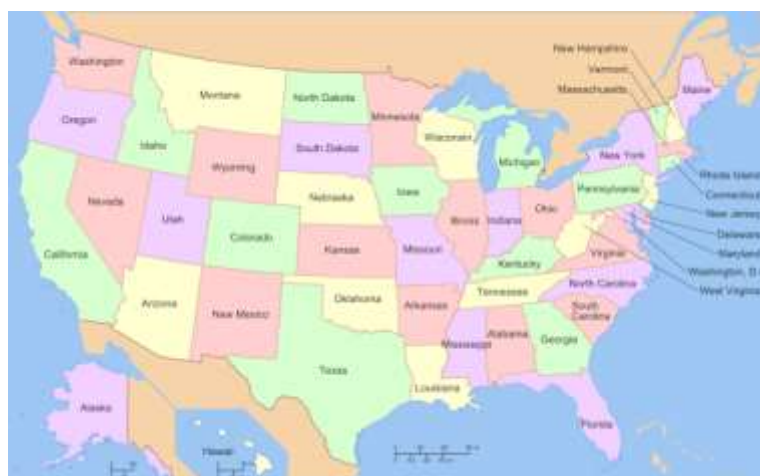 New Hampshire
Vermont
Massachusetts
Washington
Montana
North Dakota
Minnesota
Maine
Oregon
Idaho
Wisconsin
South Dakota
Michigan
New York
Wyoming
Rhode Island
Connecticut
New Jersey
Delaware
Maryland
Washington, D
West Virginia
Iowa
Pennsylvania
Nebraska
Nevada
Utah
Illinois
Indiana
Ohio
Colorado
California
Kansas
Missouri
Kentucky
Virginia
Arizona
New Mexico
Oklahoma
Arkansas
Tennessee
North Carolina
South
Carolina
Mississippi
Alabama
Georgia
Texas
Louisiana
Alaska
Florida
Hawaii